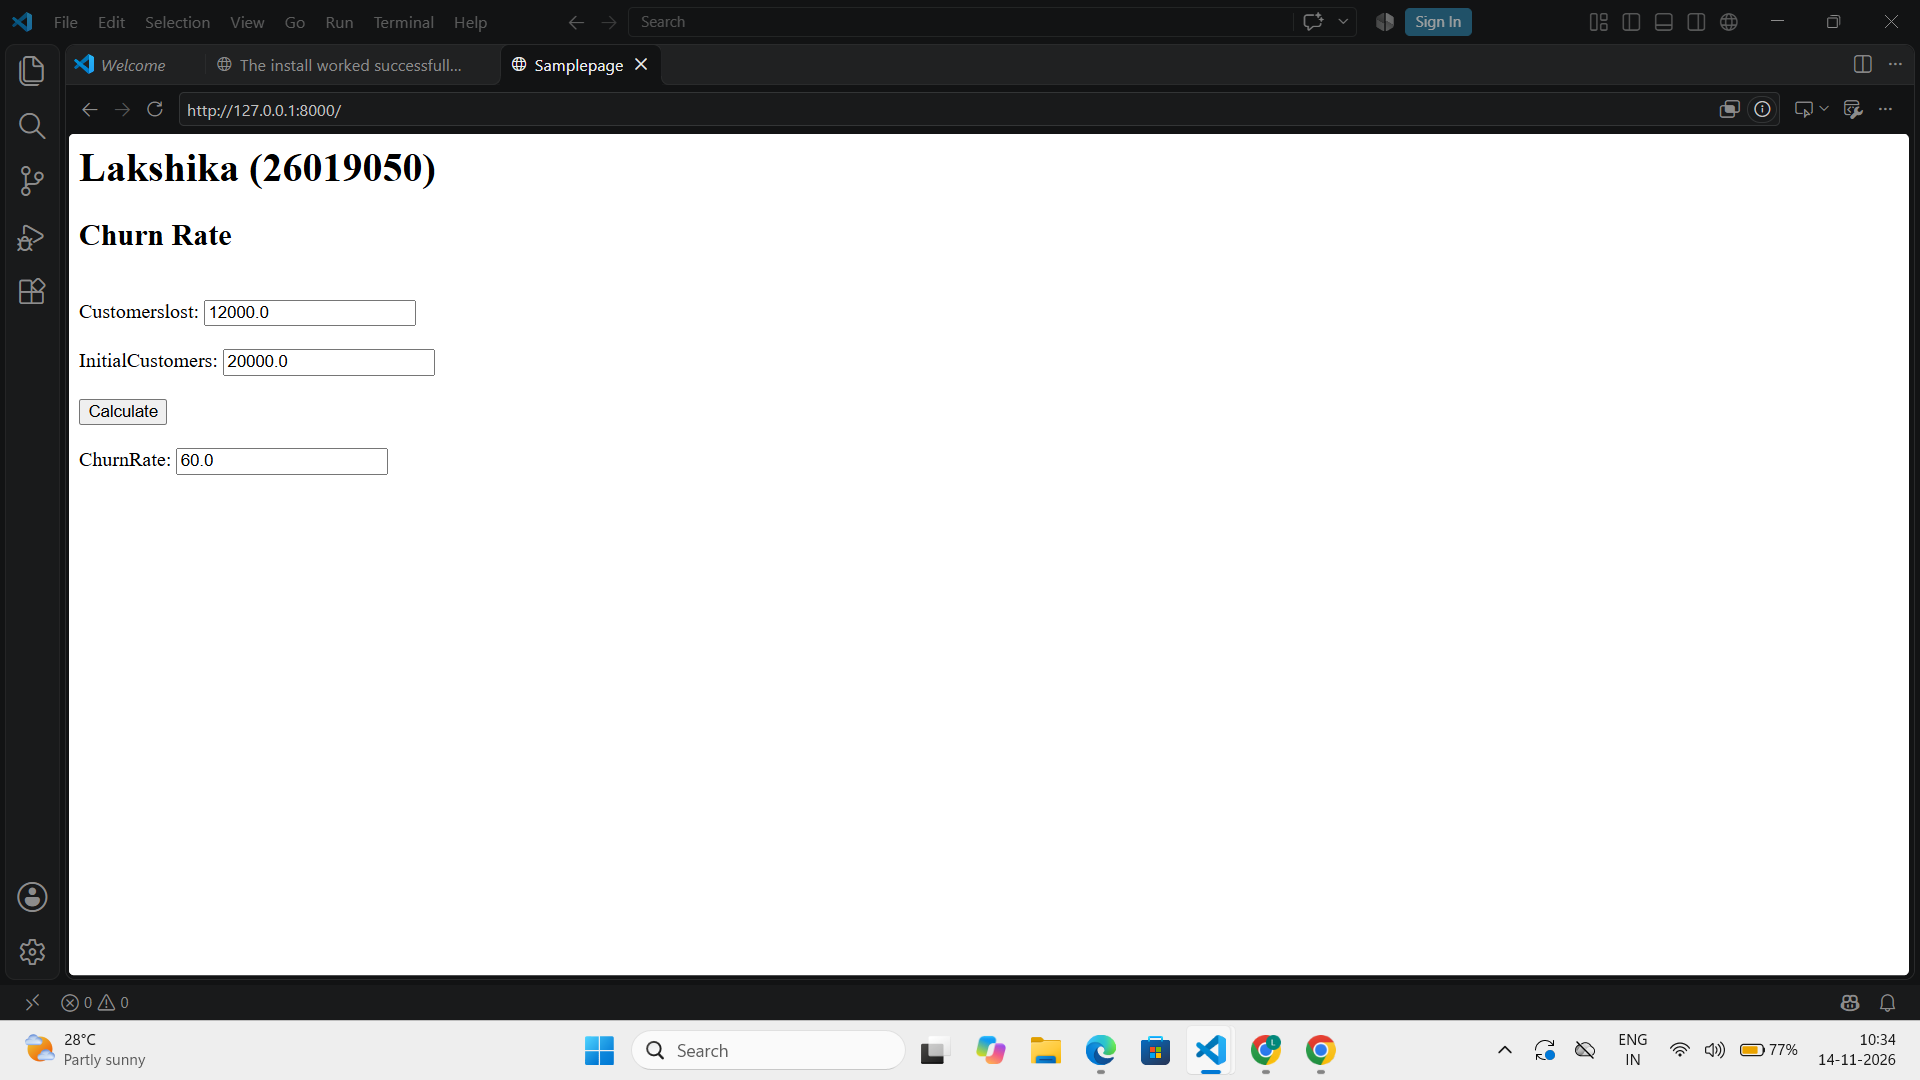 File Edit Selection View Go Run Terminal Help Search Sign In
Welcome The install worked successfull... Samplepage
http://127.0.0.1:8000/
Lakshika (26019050)
Churn Rate
Customerslost: 12000.0
InitialCustomers: 20000.0
Calculate
ChurnRate: 60.0
0 0
28°C
Partly sunny
Search
L
ENG
IN
77%
10:34
14-11-2026